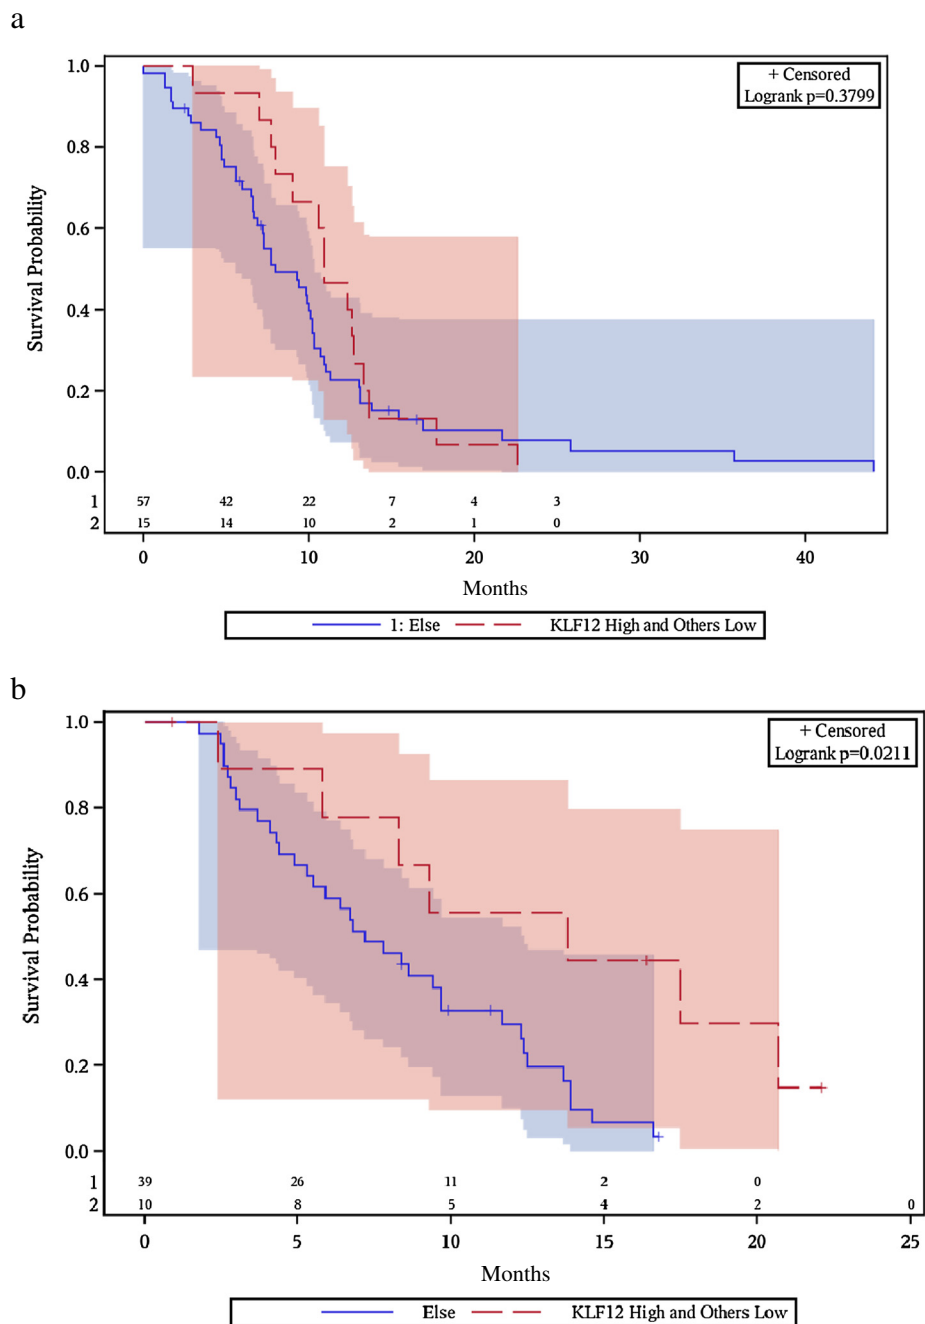 a
+ Censored
Logrank p=0.3799
1.0
0.8
0.6
0.4
0.2
0.0
Survival Probability
1 57 42 22 7 4 3
2 15 14 10 2 1 0
0 10 20 30 40
Months
1: Else KLF12 High and Others Low
b
+ Censored
Logrank p=0.0211
1.0
0.8
0.6
0.4
0.2
0.0
Survival Probability
1 39 26 11 2 0
2 10 8 5 4 2 0
0 5 10 15 20 25
Months
Else KLF12 High and Others Low